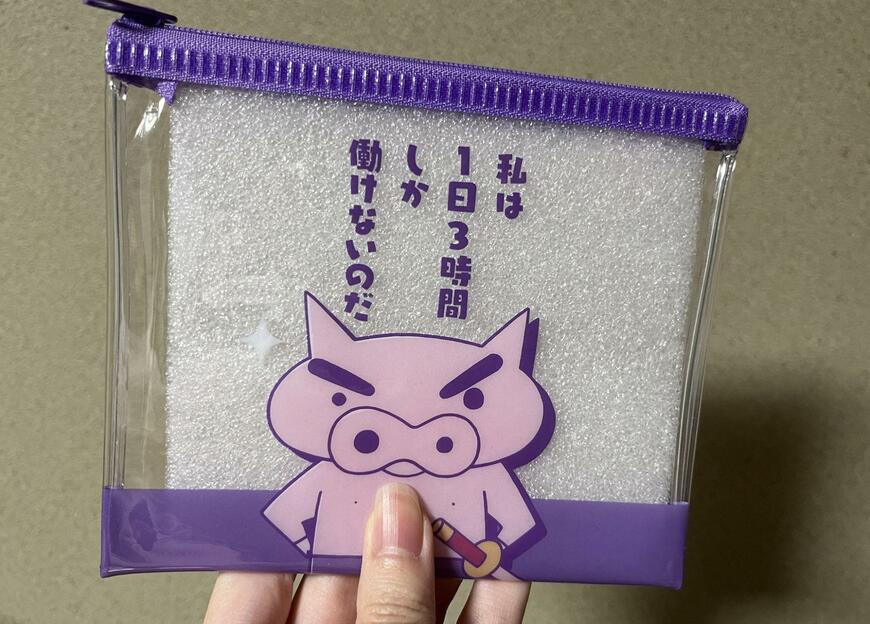 私は
1日3時間
しか
働けないのだ